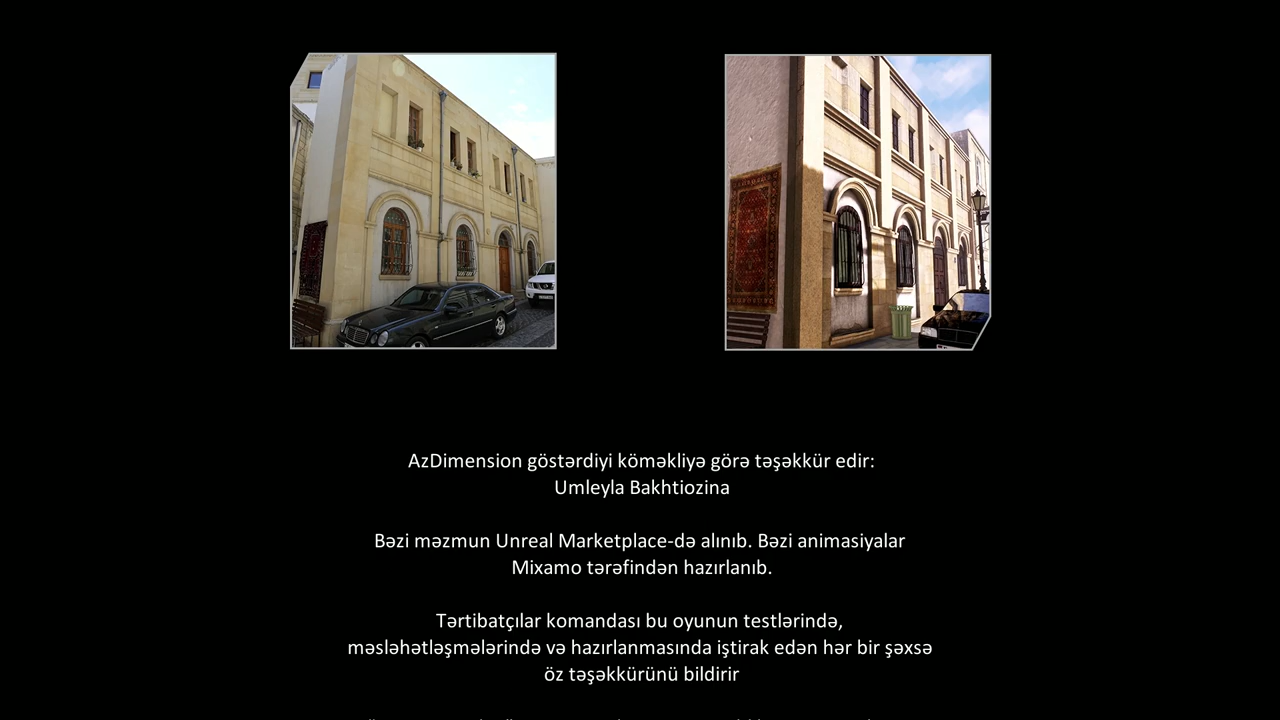 AzDimension göstərdiyi köməkliyə görə təşəkkür edir:
Umleyla Bakhtiozina
Bəzi məzmun Unreal Marketplace-də alınıb. Bəzi animasiyalar
Mixamo tərəfindən hazırlanıb.
Tərtibatçılar komandası bu oyunun testlərində,
məsləhətləşmələrində və hazırlanmasında iştirak edən hər bir şəxsə
öz təşəkkürünü bildirir